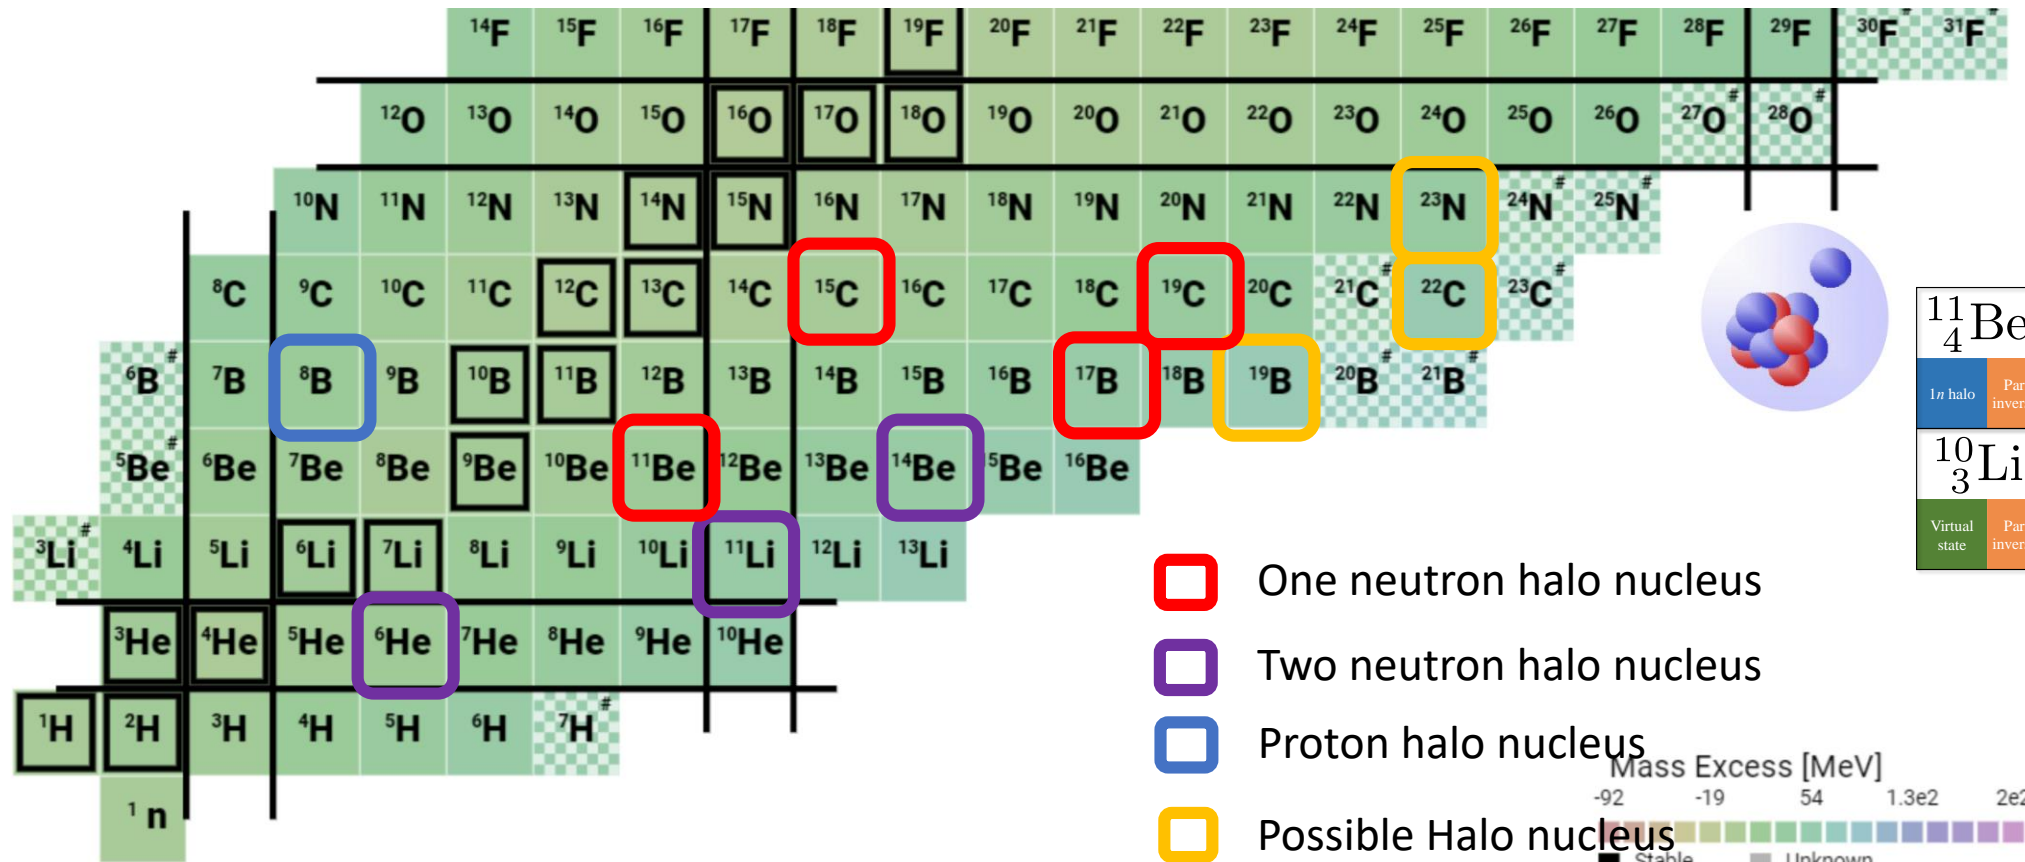 14F 15F 16F 17F 18F 19F 20F 21F 22F 23F 24F 25F 26F 27F 28F 29F 30F# 31F#
12O 13O 14O 15O 16O 17O 18O 19O 20O 21O 22O 23O 24O 25O 26O 27O# 28O#
10N 11N 12N 13N 14N 15N 16N 17N 18N 19N 20N 21N 22N 23N 24N# 25N#
8C 9C 10C 11C 12C 13C 14C 15C 16C 17C 18C 19C 20C 21C# 22C 23C#
6B# 7B 8B 9B 10B 11B 12B 13B 14B 15B 16B 17B 18B 19B 20B# 21B#
5Be# 6Be 7Be 8Be 9Be 10Be 11Be 12Be 13Be 14Be 15Be 16Be
3Li# 4Li 5Li 6Li 7Li 8Li 9Li 10Li 11Li 12Li 13Li
3He 4He 5He 6He 7He 8He 9He 10He
1H 2H 3H 4H 5H 6H 7H#
1 n
11 4 Be
1n halo
Par
inver
10 3 Li
Virtual
state
Par
inver
One neutron halo nucleus
Two neutron halo nucleus
Proton halo nucleus
Possible Halo nucleus
Mass Excess [MeV]
-92 -19 54 1.3e2 2e2
Stable Unknown